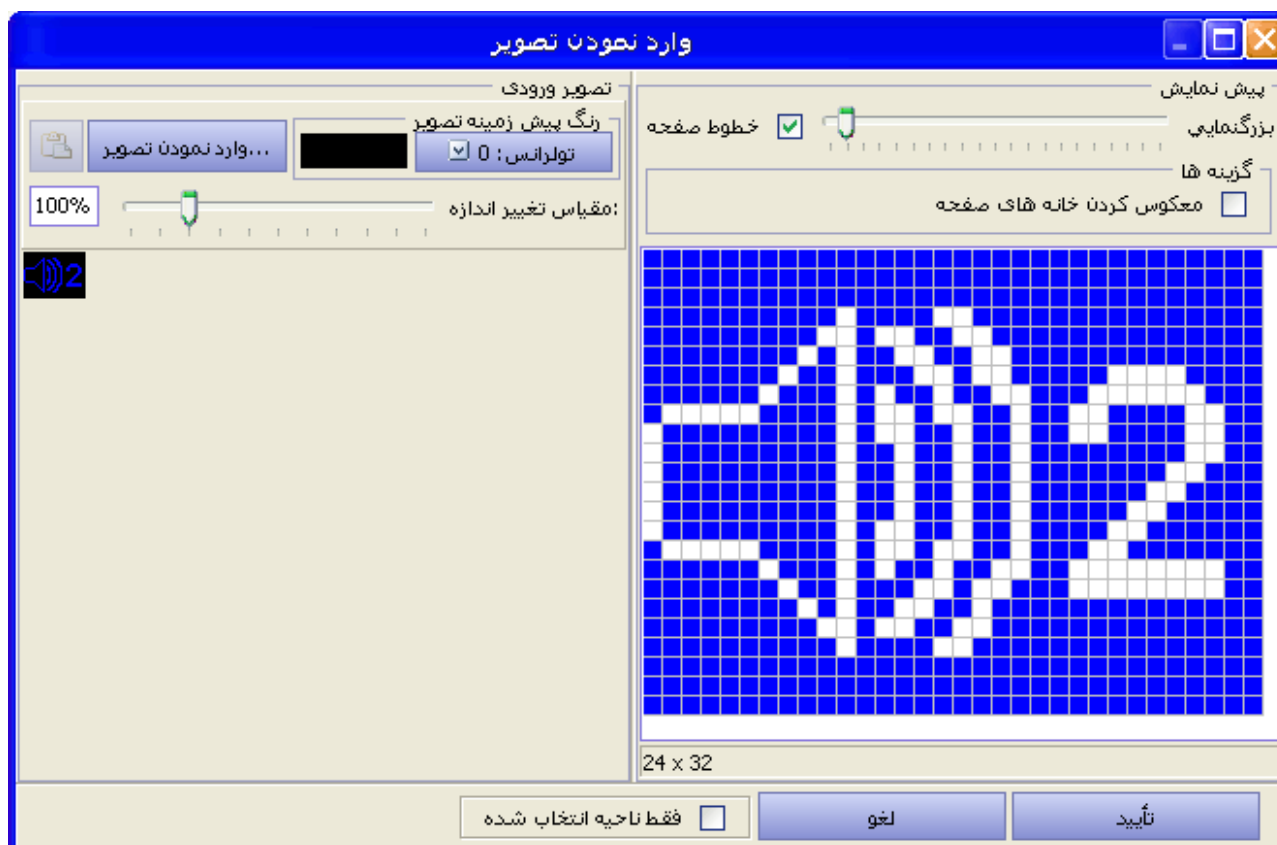 وارد نمودن تصویر
پیش نمایش
بزرگنمایي
خطوط صفحه
گزینه ها
معکوس کردن خانه های صفحه
2
24 x 32
تصویر ورودی
رنگ پیش زمینه تصویر
تولرانس: 0
وارد نمودن تصویر...
مقیاس تغییر اندازه:
100%
2
تأیید
لغو
فقط ناحیه انتخاب شده